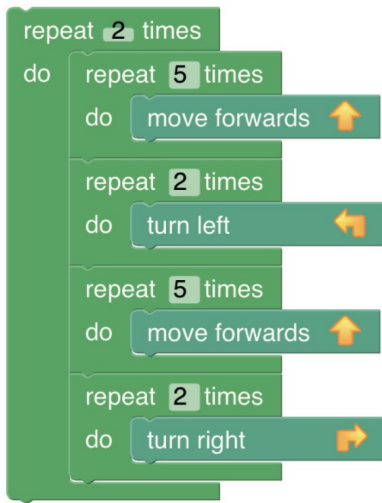 repeat 2 times
do repeat 5 times
do move forwards
repeat 2 times
do turn left
repeat 5 times
do move forwards
repeat 2 times
do turn right